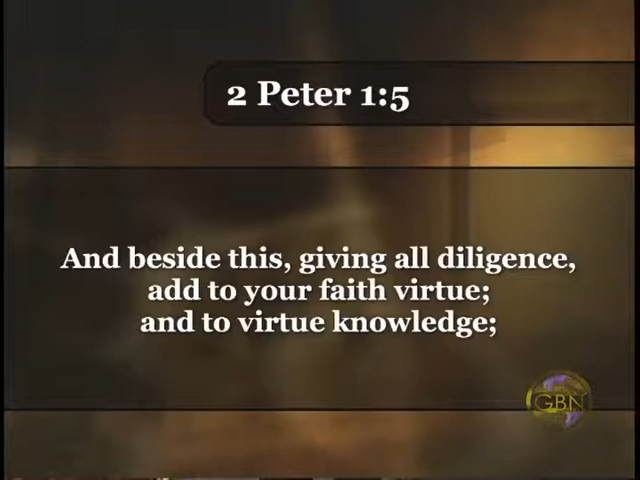 2 Peter 1:5
And beside this, giving all diligence,
add to your faith virtue;
and to virtue knowledge;
GBN